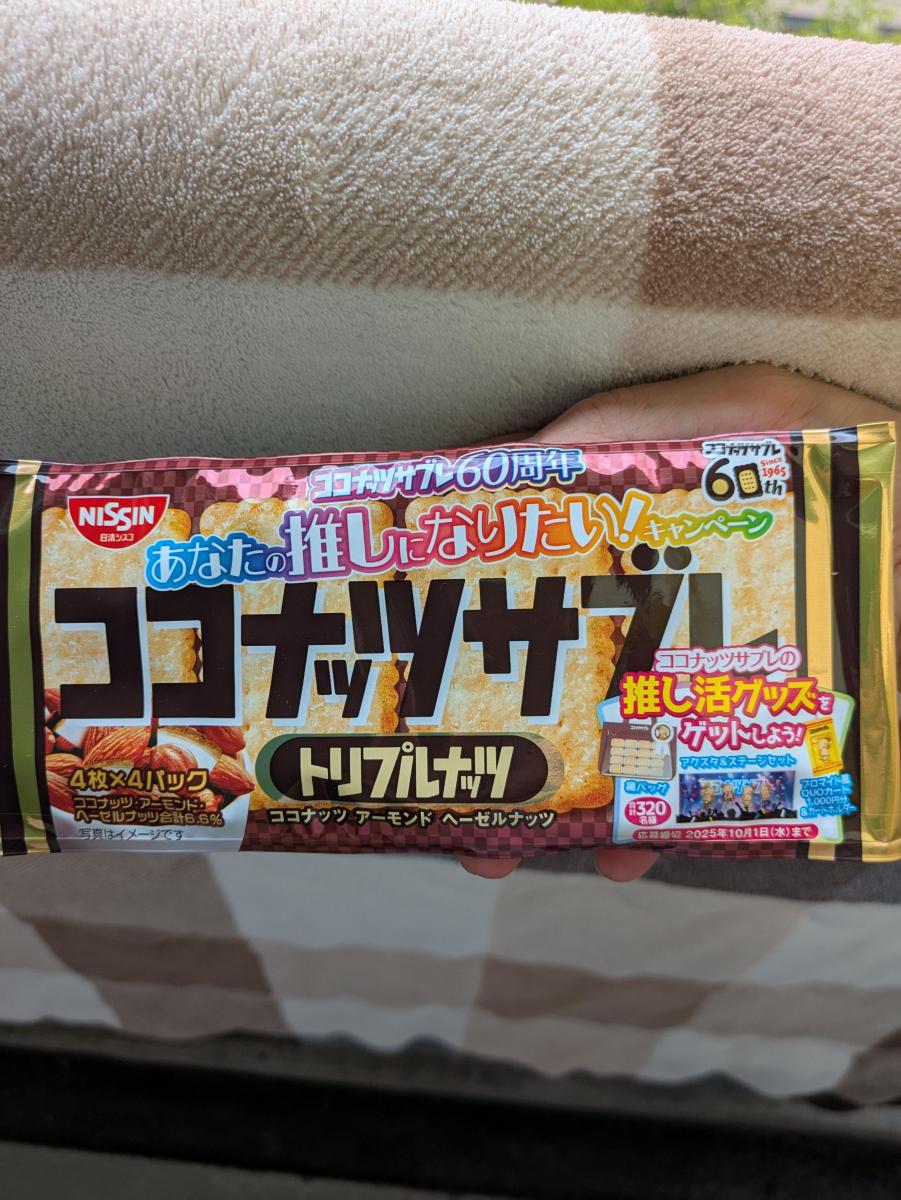 ココナッツサブレ60周年
ココナッツサブレ
60th
Since 1965
NISSIN
日清シスコ
あなたの推しになりたい!キャンペーン
ココナッツサブレ
トリプルナッツ
ココナッツ アーモンド ヘーゼルナッツ
4枚×4パック
ココナッツ・アーモンド・
ヘーゼルナッツ合計6.6%
写真はイメージです
ココナッツサブレの
推し活グッズを
ゲットしよう!
アクスタ&ステージセット
痛バッグ
合計320名様
ブロマイド風
QUOカード
1,000円分
&カードホルダー
応募締切 2025年10月1日(水)まで